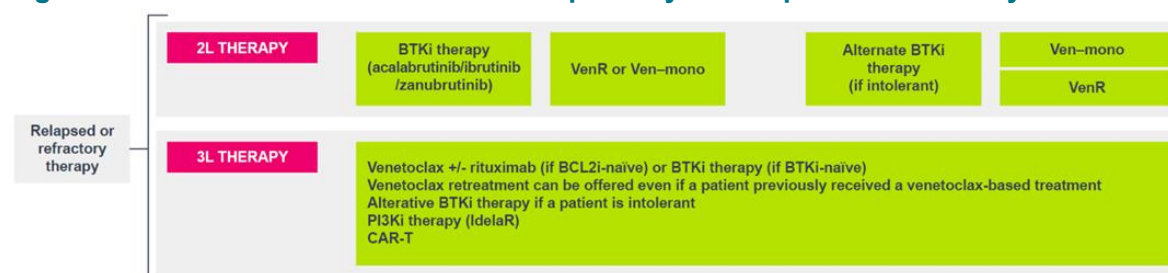 2L THERAPY
BTKi therapy
(acalabrutinib/ibrutinib
/zanubrutinib)
VenR or Ven–mono
Alternate BTKi
therapy
(if intolerant)
Ven–mono
VenR
Relapsed or
refractory
therapy
3L THERAPY
Venetoclax +/- rituximab (if BCL2i-naïve) or BTKi therapy (if BTKi-naïve)
Venetoclax retreatment can be offered even if a patient previously received a venetoclax-based treatment
Alterative BTKi therapy if a patient is intolerant
PI3Ki therapy (IdelaR)
CAR-T